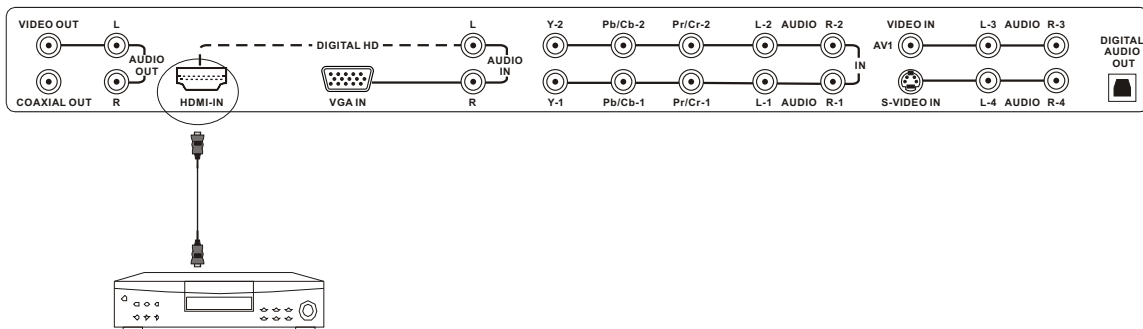 VIDEO OUT L
AUDIO OUT
COAXIAL OUT R
HDMI-IN
DIGITAL HD
VGA IN
L
AUDIO IN
R
Y-2 Pb/Cb-2 Pr/Cr-2 L-2 AUDIO R-2
IN
Y-1 Pb/Cb-1 Pr/Cr-1 L-1 AUDIO R-1
VIDEO IN L-3 AUDIO R-3
AV1
S-VIDEO IN L-4 AUDIO R-4
DIGITAL
AUDIO
OUT